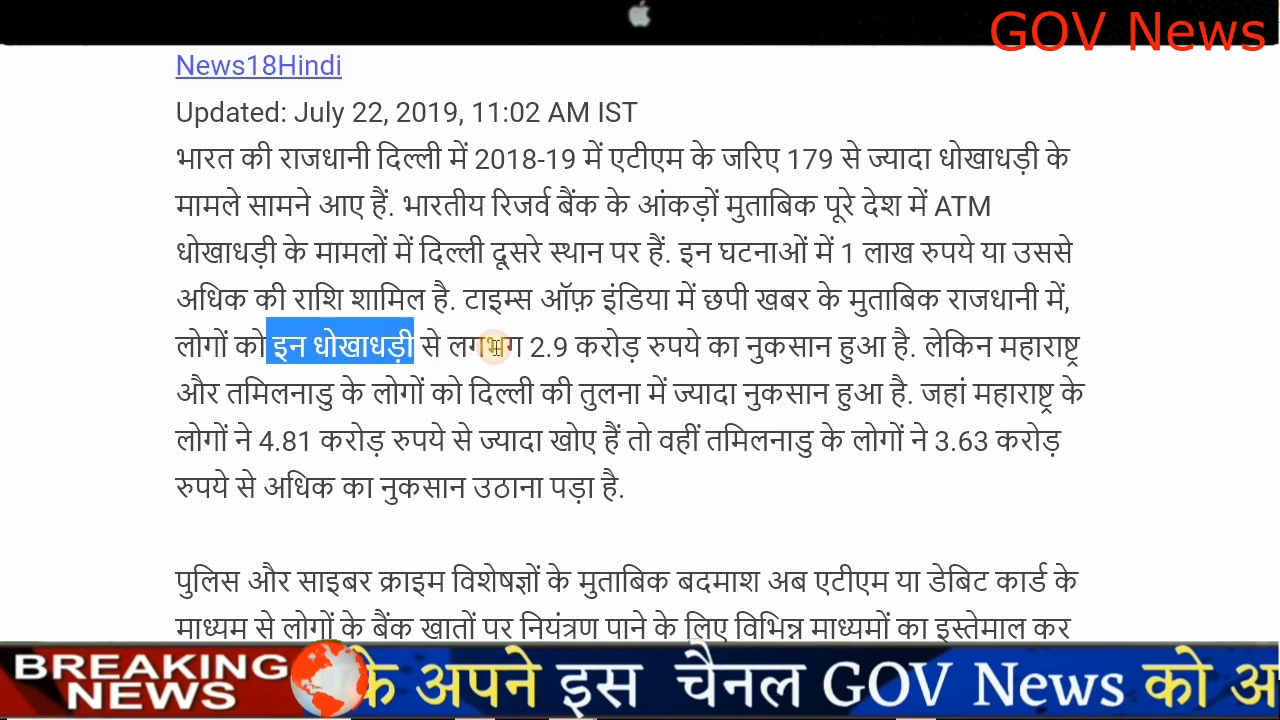 GOV News
News18Hindi
Updated: July 22, 2019, 11:02 AM IST
भारत की राजधानी दिल्ली में 2018-19 में एटीएम के जरिए 179 से ज्यादा धोखाधड़ी के
मामले सामने आए हैं. भारतीय रिजर्व बैंक के आंकड़ों मुताबिक पूरे देश में ATM
धोखाधड़ी के मामलों में दिल्ली दूसरे स्थान पर हैं. इन घटनाओं में 1 लाख रुपये या उससे
अधिक की राशि शामिल है. टाइम्स ऑफ़ इंडिया में छपी खबर के मुताबिक राजधानी में,
लोगों को इन धोखाधड़ी से लगभग 2.9 करोड़ रुपये का नुकसान हुआ है. लेकिन महाराष्ट्र
और तमिलनाडु के लोगों को दिल्ली की तुलना में ज्यादा नुकसान हुआ है. जहां महाराष्ट्र के
लोगों ने 4.81 करोड़ रुपये से ज्यादा खोए हैं तो वहीं तमिलनाडु के लोगों ने 3.63 करोड़
रुपये से अधिक का नुकसान उठाना पड़ा है.
पुलिस और साइबर क्राइम विशेषज्ञों के मुताबिक बदमाश अब एटीएम या डेबिट कार्ड के
माध्यम से लोगों के बैंक खातों पर नियंत्रण पाने के लिए विभिन्न माध्यमों का इस्तेमाल कर
BREAKING NEWS
के अपने इस चैनल GOV News को अ